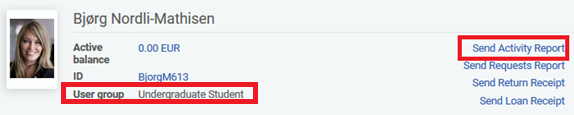 Bjørg Nordli-Mathisen
Active balance 0.00 EUR
ID BjorgM613
User group Undergraduate Student
Send Activity Report
Send Requests Report
Send Return Receipt
Send Loan Receipt